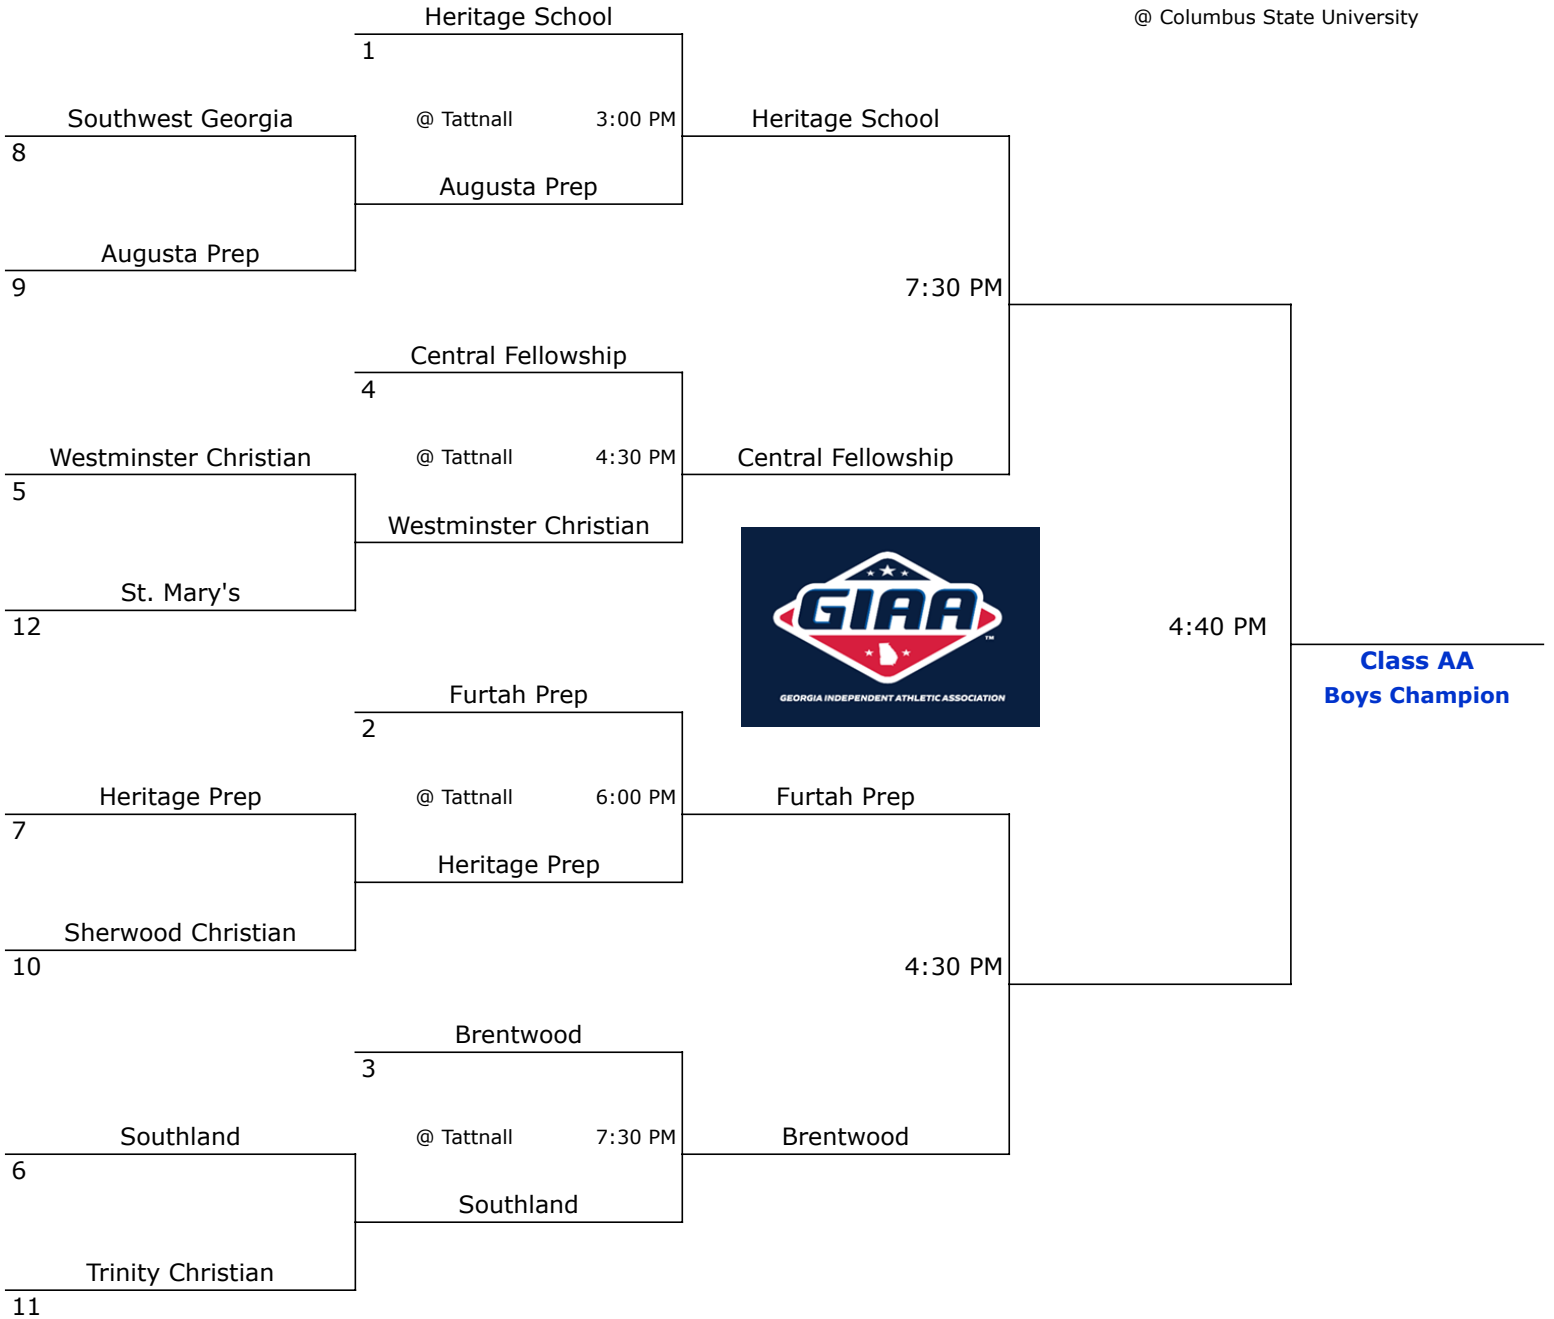 Heritage School
@ Columbus State University
1
Southwest Georgia
@ Tattnall 3:00 PM
Heritage School
8
Augusta Prep
Augusta Prep
9
7:30 PM
Central Fellowship
4
Westminster Christian
@ Tattnall 4:30 PM
Central Fellowship
5
Westminster Christian
St. Mary's
12
GIAA
TM
GEORGIA INDEPENDENT ATHLETIC ASSOCIATION
4:40 PM
Class AA
Boys Champion
Furtah Prep
2
Heritage Prep
@ Tattnall 6:00 PM
Furtah Prep
7
Heritage Prep
Sherwood Christian
10
4:30 PM
Brentwood
3
Southland
@ Tattnall 7:30 PM
Brentwood
6
Southland
Trinity Christian
11